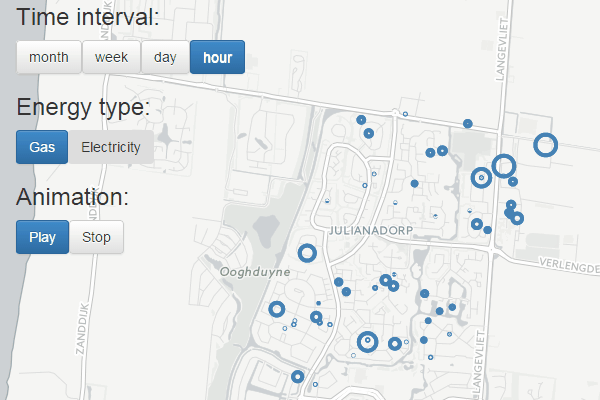 Time interval:
month week day hour
Energy type:
Gas Electricity
Animation:
Play Stop
ZANDDIJK
ZANDDIJK
LANGEVLIET
JULIANADORP
Ooghduyne
VERLENGDE
LANGEVLIET